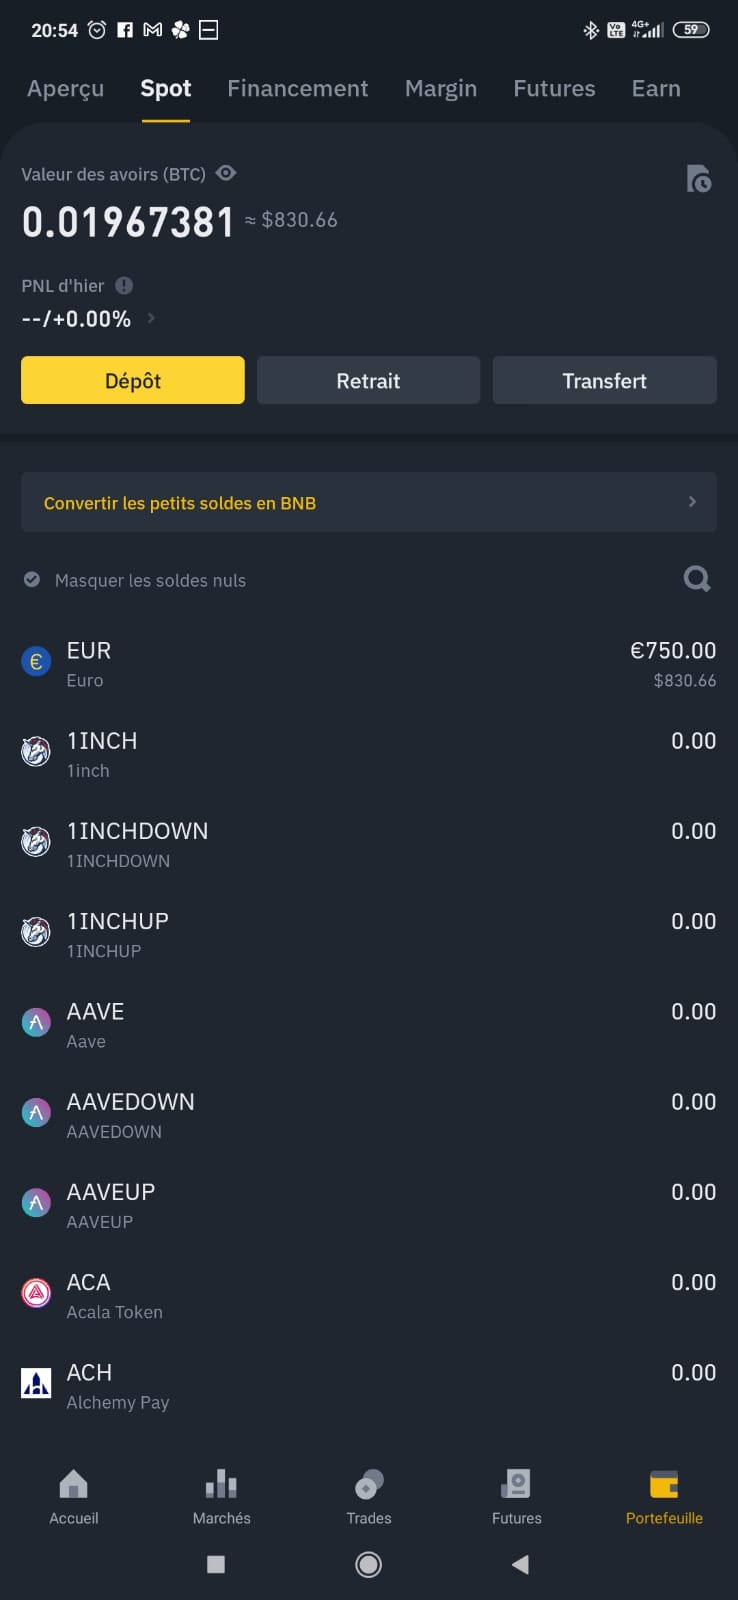 20:54
Vo LTE 4G+ 59
Aperçu Spot Financement Margin Futures Earn
Valeur des avoirs (BTC)
0.01967381 ≈ $830.66
PNL d'hier
--/+0.00%
Dépôt Retrait Transfert
Convertir les petits soldes en BNB
Masquer les soldes nuls
EUR €750.00
Euro $830.66
1INCH 0.00
1inch
1INCHDOWN 0.00
1INCHDOWN
1INCHUP 0.00
1INCHUP
AAVE 0.00
Aave
AAVEDOWN 0.00
AAVEDOWN
AAVEUP 0.00
AAVEUP
ACA 0.00
Acala Token
ACH 0.00
Alchemy Pay
Accueil Marchés Trades Futures Portefeuille